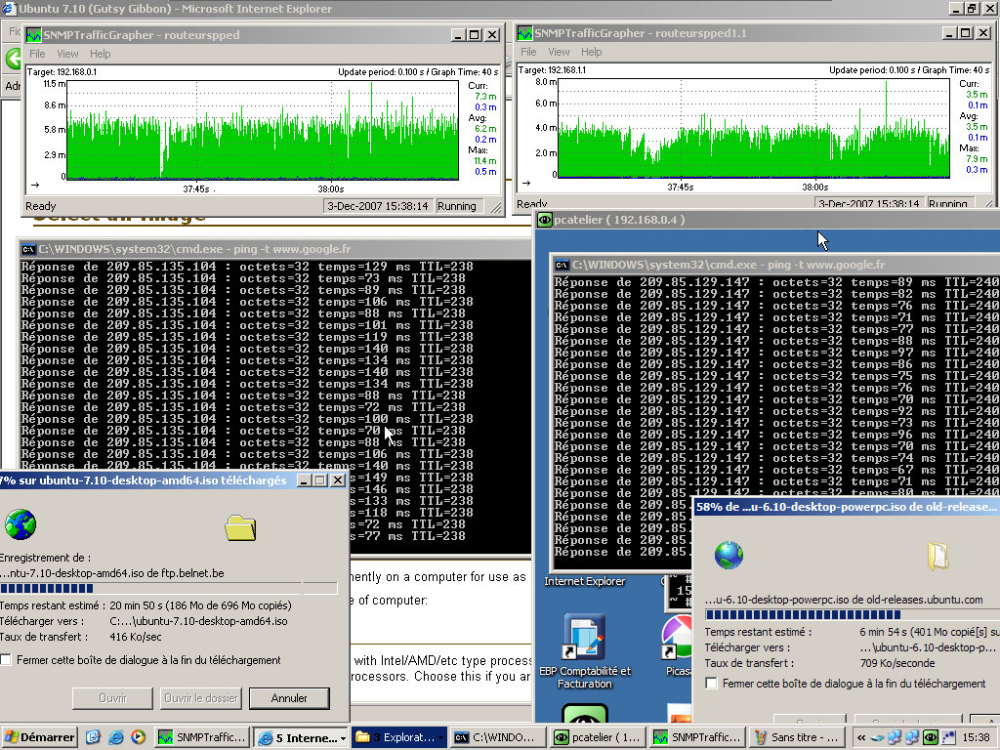 Ubuntu 7.10 (Gutsy Gibbon) - Microsoft Internet Explorer
SNMPTrafficGrapher - routeurspped
File View Help
Target: 192.168.0.1
Update period: 0.100 s / Graph Time: 40 s
11.5 m
8.6 m
5.8 m
2.9 m
0
37:45s
38:00s
Curr:
7.3 m
0.3 m
Avg:
6.2 m
0.2 m
Max:
11.4 m
0.5 m
Ready
3-Dec-2007 15:38:14
Running
SNMPTrafficGrapher - routeurspped1.1
File View Help
Target: 192.168.1.1
Update period: 0.100 s / Graph Time: 40 s
8.0 m
6.0 m
4.0 m
2.0 m
0
37:45s
38:00s
Curr:
3.5 m
0.1 m
Avg:
3.5 m
0.1 m
Max:
7.9 m
0.3 m
Ready
3-Dec-2007 15:38:14
Running
Select an image
C:\WINDOWS\system32\cmd.exe - ping -t www.google.fr
Réponse de 209.85.135.104 : octets=32 temps=129 ms TTL=238
Réponse de 209.85.135.104 : octets=32 temps=73 ms TTL=238
Réponse de 209.85.135.104 : octets=32 temps=89 ms TTL=238
Réponse de 209.85.135.104 : octets=32 temps=106 ms TTL=238
Réponse de 209.85.135.104 : octets=32 temps=88 ms TTL=238
Réponse de 209.85.135.104 : octets=32 temps=101 ms TTL=238
Réponse de 209.85.135.104 : octets=32 temps=119 ms TTL=238
Réponse de 209.85.135.104 : octets=32 temps=140 ms TTL=238
Réponse de 209.85.135.104 : octets=32 temps=134 ms TTL=238
Réponse de 209.85.135.104 : octets=32 temps=140 ms TTL=238
Réponse de 209.85.135.104 : octets=32 temps=134 ms TTL=238
Réponse de 209.85.135.104 : octets=32 temps=88 ms TTL=238
Réponse de 209.85.135.104 : octets=32 temps=72 ms TTL=238
Réponse de 209.85.135.104 : octets=32 temps=100 ms TTL=238
Réponse de 209.85.135.104 : octets=32 temps=70 ms TTL=238
Réponse de 209.85.135.104 : octets=32 temps=88 ms TTL=238
Réponse de 209.85.135.104 : octets=32 temps=106 ms TTL=238
Réponse de 209.85.135.104 : octets=32 temps=140 ms TTL=238
temps=149 ms TTL=238
temps=146 ms TTL=238
temps=133 ms TTL=238
temps=118 ms TTL=238
temps=72 ms TTL=238
temps=77 ms TTL=238
pcatelier ( 192.168.0.4 )
C:\WINDOWS\system32\cmd.exe - ping -t www.google.fr
Réponse de 209.85.129.147 : octets=32 temps=89 ms TTL=240
Réponse de 209.85.129.147 : octets=32 temps=82 ms TTL=240
Réponse de 209.85.129.147 : octets=32 temps=76 ms TTL=240
Réponse de 209.85.129.147 : octets=32 temps=71 ms TTL=240
Réponse de 209.85.129.147 : octets=32 temps=77 ms TTL=240
Réponse de 209.85.129.147 : octets=32 temps=88 ms TTL=240
Réponse de 209.85.129.147 : octets=32 temps=97 ms TTL=240
Réponse de 209.85.129.147 : octets=32 temps=86 ms TTL=240
Réponse de 209.85.129.147 : octets=32 temps=75 ms TTL=240
Réponse de 209.85.129.147 : octets=32 temps=76 ms TTL=240
Réponse de 209.85.129.147 : octets=32 temps=70 ms TTL=240
Réponse de 209.85.129.147 : octets=32 temps=92 ms TTL=240
Réponse de 209.85.129.147 : octets=32 temps=73 ms TTL=240
Réponse de 209.85.129.147 : octets=32 temps=96 ms TTL=240
Réponse de 209.85.129.147 : octets=32 temps=70 ms TTL=240
Réponse de 209.85.129.147 : octets=32 temps=74 ms TTL=240
Réponse de 209.85.129.147 : octets=32 temps=67 ms TTL=240
Réponse de 209.85.129.147 : octets=32 temps=71 ms TTL=240
Réponse de 209.85.129.147 : octets=32 temps=80 ms TTL=240
Réponse de 209.85.
Réponse de 209.85.
Réponse de 209.85.
Réponse de 209.85.
Réponse de 209.85.
7% sur ubuntu-7.10-desktop-amd64.iso téléchargés
Enregistrement de :
...ntu-7.10-desktop-amd64.iso de ftp.belnet.be
Temps restant estimé : 20 min 50 s (186 Mo de 696 Mo copiés)
Télécharger vers : C:...\ubuntu-7.10-desktop-amd64.iso
Taux de transfert : 416 Ko/sec
Fermer cette boîte de dialogue à la fin du téléchargement
Ouvrir
Ouvrir le dossier
Annuler
nently on a computer for use as
e of computer:
with Intel/AMD/etc type process
rocessors. Choose this if you ar
Internet Explorer
15
EBP Comptabilité et
Facturation
Picas
58% de ...u-6.10-desktop-powerpc.iso de old-release...
...u-6.10-desktop-powerpc.iso de old-releases.ubuntu.com
Temps restant estimé : 6 min 54 s (401 Mo copié[s] su
Télécharger vers : ...\ubuntu-6.10-desktop-p...
Taux de transfert : 709 Ko/seconde
Fermer cette boîte de dialogue à la fin du téléchargement
Démarrer
SNMPTraffic...
5 Interne...
3 Explorat...
C:\WINDO...
pcatelier ( 1...
SNMPTraffic...
Sans titre - ...
15:38